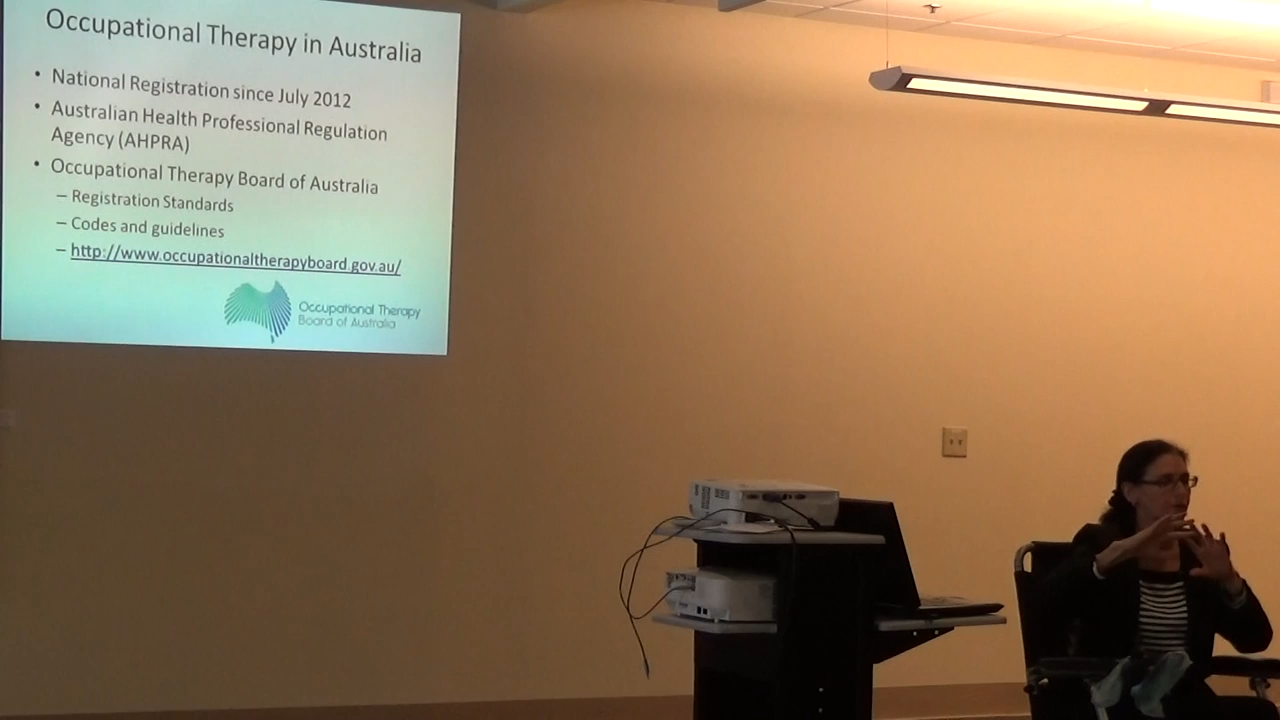 Occupational Therapy in Australia
• National Registration since July 2012
• Australian Health Professional Regulation
Agency (AHPRA)
• Occupational Therapy Board of Australia
– Registration Standards
– Codes and guidelines
– http://www.occupationaltherapyboard.gov.au/
Occupational Therapy
Board of Australia